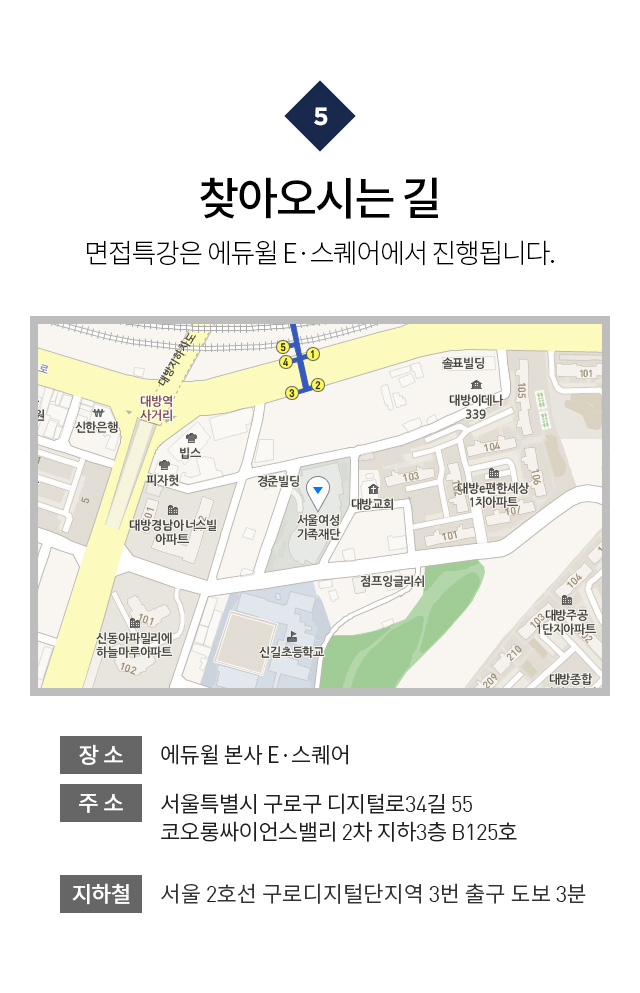 5
찾아오시는 길
면접특강은 에듀윌 E·스퀘어에서 진행됩니다.
대방지하차도
5
4
1
3
2
로
원
신한은행
대방역
사거리
빕스
피자헛
5
101
대방경남아너스빌
아파트
경준빌딩
서울여성
가족재단
대방교회
솔표빌딩
대방이데나
339
105
101
104
103
대방e편한세상
1차아파트
106
107
101
점프잉글리쉬
101
신동아파밀리에
하늘마루아파트
102
신길초등학교
104
103
대방주공
1단지아파트
210
209
대방종합
장 소
에듀윌 본사 E·스퀘어
주 소
서울특별시 구로구 디지털로34길 55
코오롱싸이언스밸리 2차 지하3층 B125호
지하철
서울 2호선 구로디지털단지역 3번 출구 도보 3분